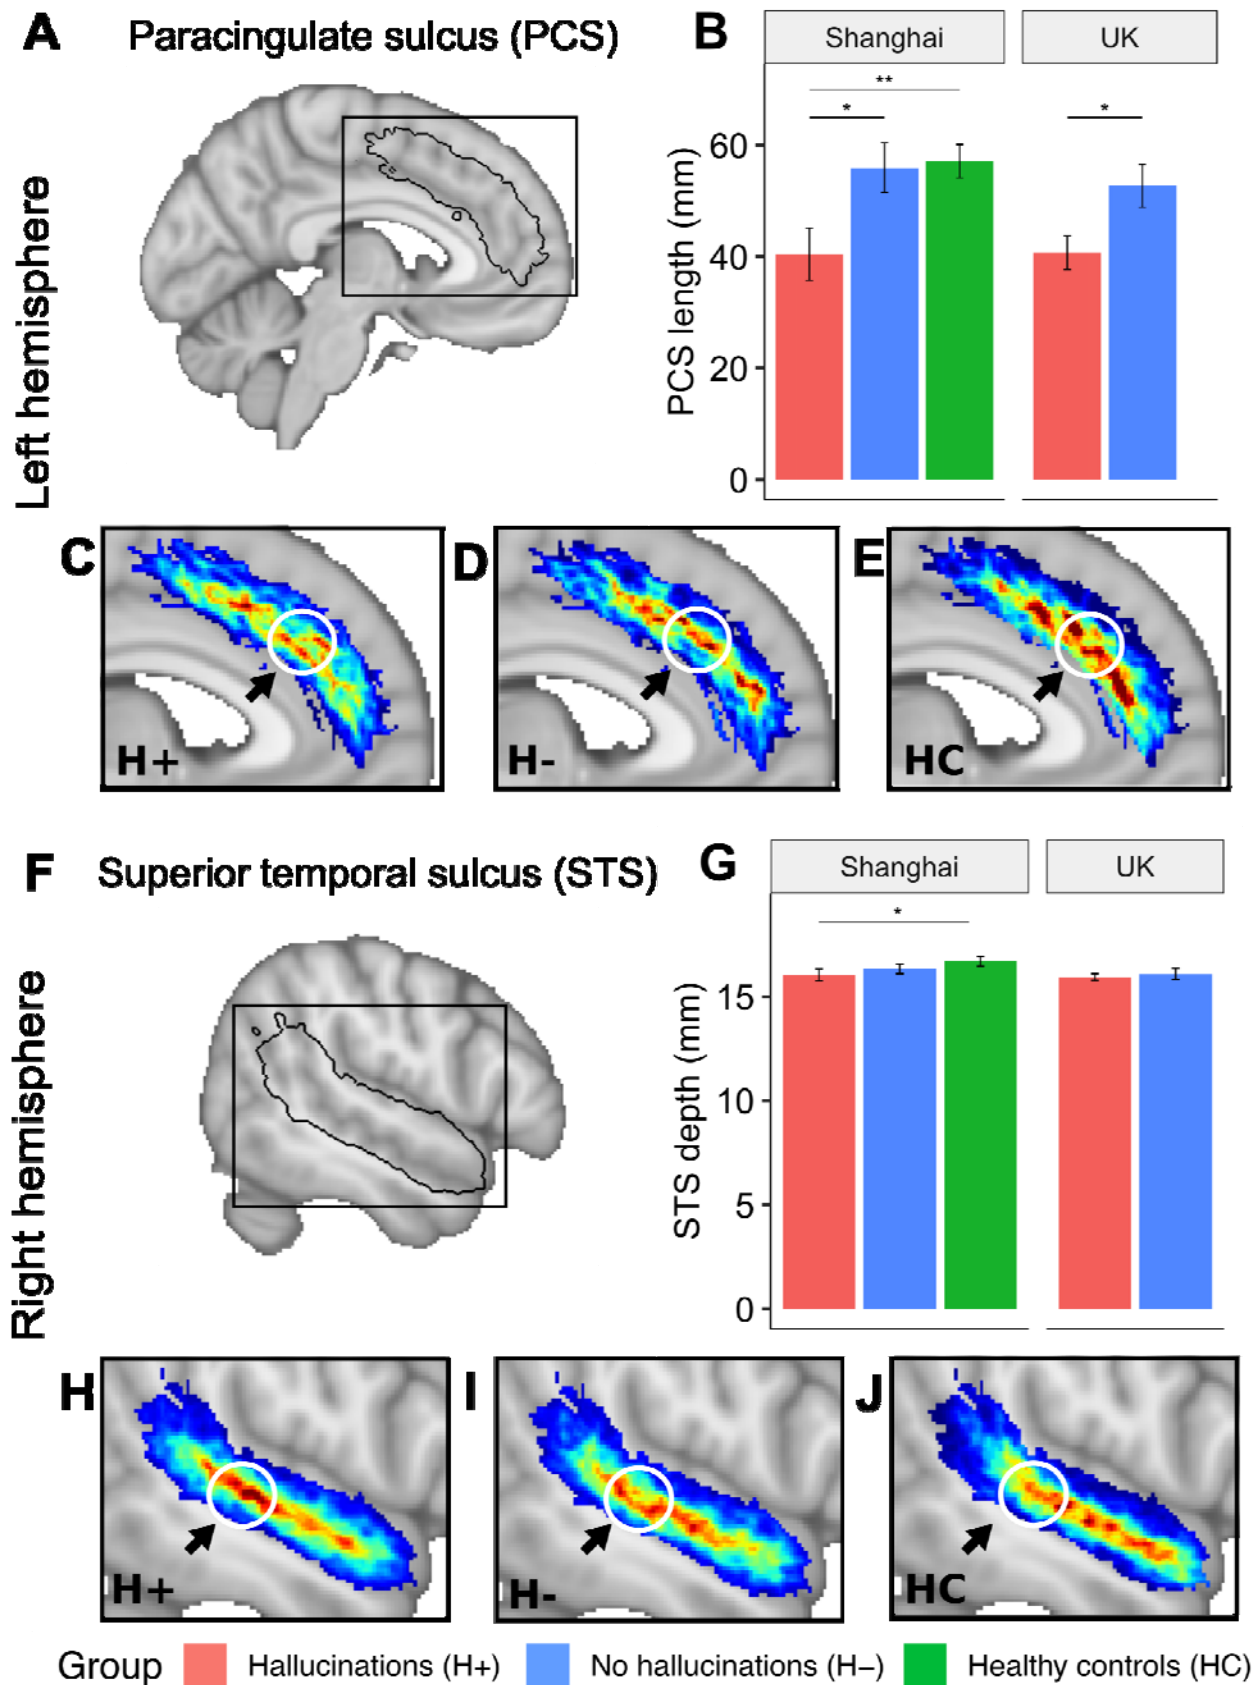 A
Paracingulate sulcus (PCS)
B
Shanghai
UK
**
*
*
60
40
20
0
PCS length (mm)
Left hemisphere
C
H+
D
H-
E
HC
F
Superior temporal sulcus (STS)
G
Shanghai
UK
*
15
10
5
0
STS depth (mm)
Right hemisphere
H
H+
I
H-
J
HC
Group
Hallucinations (H+)
No hallucinations (H−)
Healthy controls (HC)